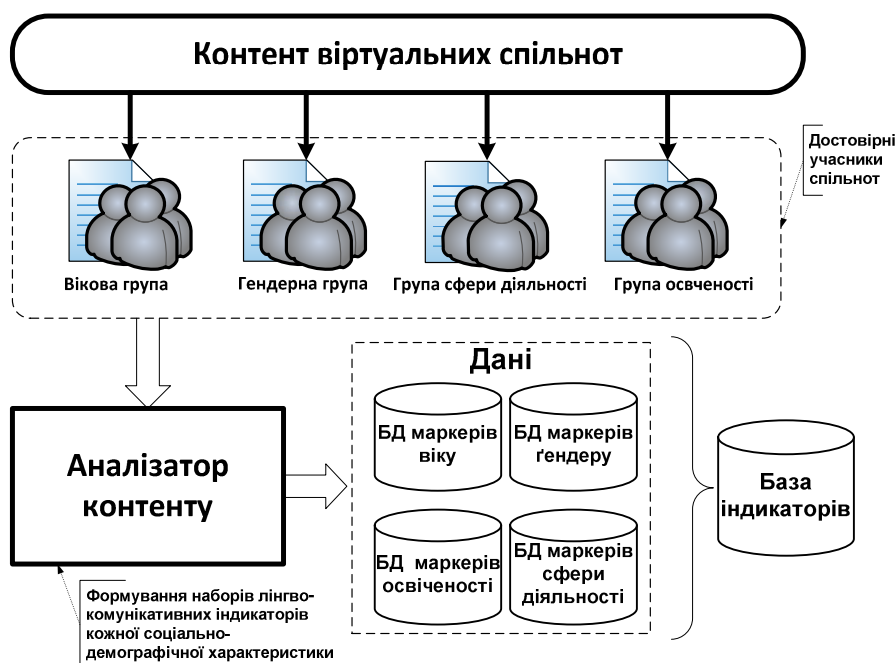 Контент віртуальних спільнот
Достовірні
учасники
спільнот
Вікова група
Гендерна група
Група сфери діяльності
Група освченості
Дані
БД маркерів
віку
БД маркерів
ґендеру
Аналізатор
контенту
База
індикаторів
БД маркерів
освіченості
БД маркерів
сфери
діяльності
Формування наборів лінгво-
комунікативних індикаторів
кожної соціально-
демографічної характеристики